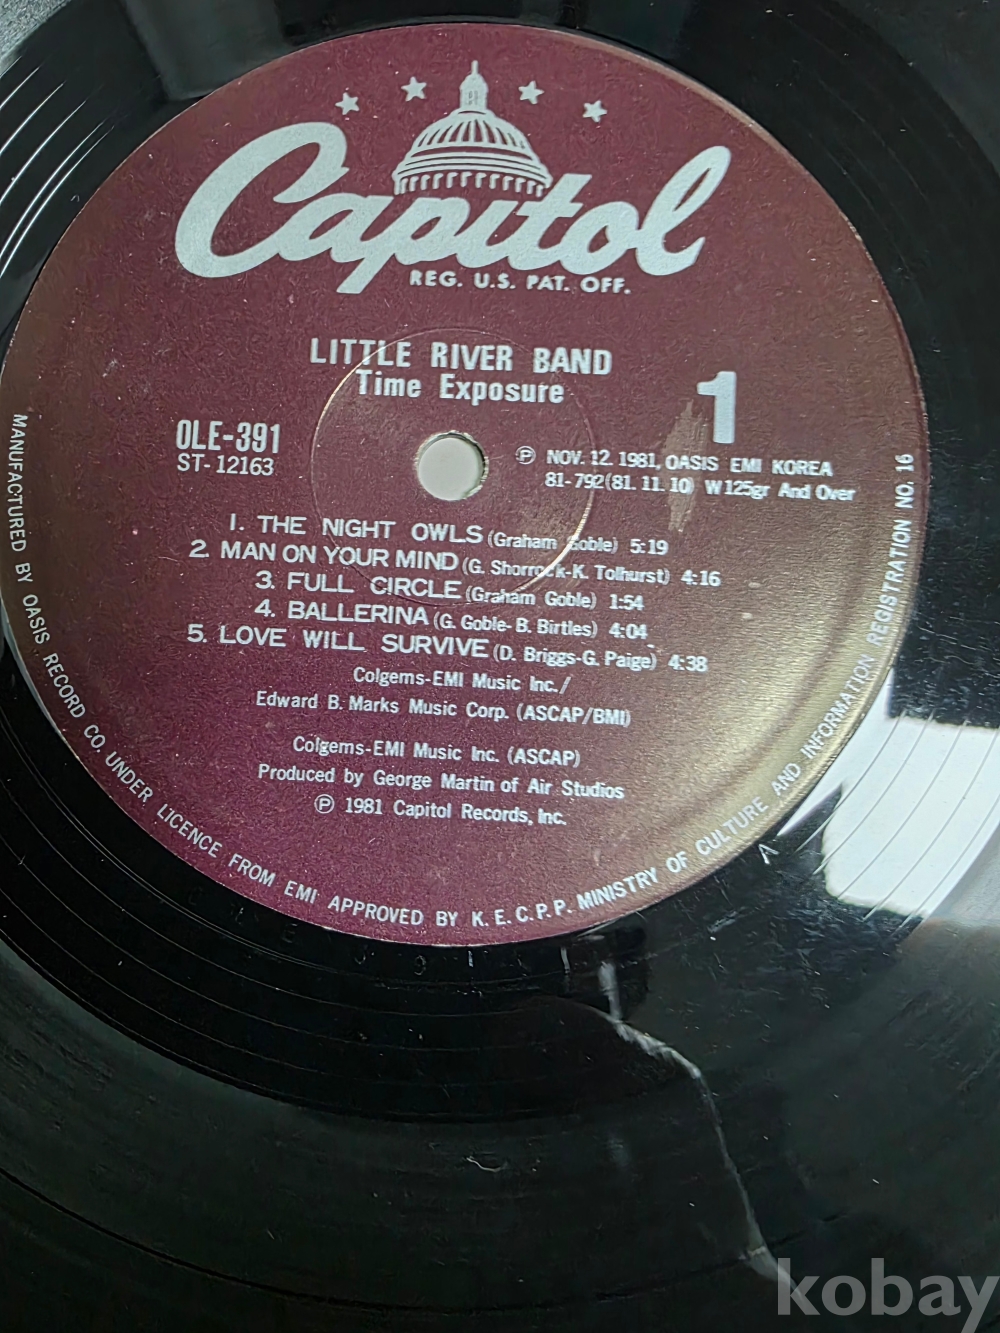 Capitol
REG. U.S. PAT. OFF.
LITTLE RIVER BAND
Time Exposure
1
OLE-391
ST-12163
Ⓟ NOV. 12. 1981, OASIS EMI KOREA
81-792(81. 11. 10) W125gr And Over
1. THE NIGHT OWLS (Graham Goble) 5:19
2. MAN ON YOUR MIND (G. Shorrock-K. Tolhurst) 4:16
3. FULL CIRCLE (Graham Goble) 1:54
4. BALLERINA (G. Goble-B. Birtles) 4:04
5. LOVE WILL SURVIVE (D. Briggs-G. Paige) 4:38
Colgems-EMI Music Inc./
Edward B. Marks Music Corp. (ASCAP/BMI)
Colgems-EMI Music Inc. (ASCAP)
Produced by George Martin of Air Studios
Ⓟ 1981 Capitol Records, Inc.
MANUFACTURED BY OASIS RECORD CO. UNDER LICENCE FROM EMI APPROVED BY K.E.C.P.P. MINISTRY OF CULTURE AND INFORMATION REGISTRATION NO. 16
kobay